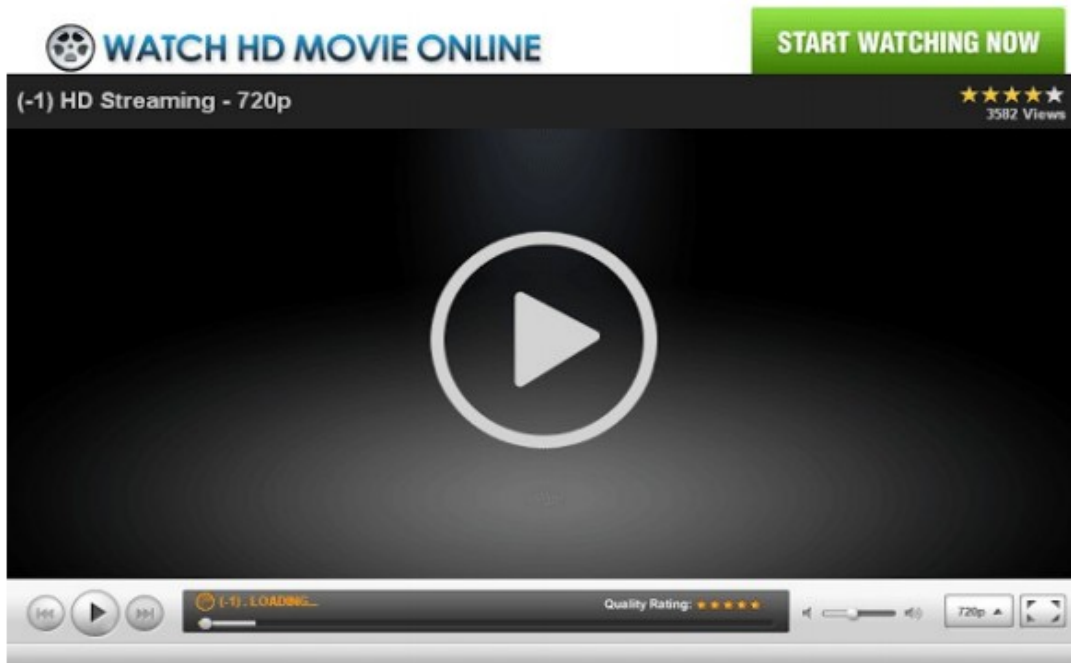 WATCH HD MOVIE ONLINE
START WATCHING NOW
(-1) HD Streaming - 720p
3582 Views
(-1) . LOADING...
Quality Rating:
720p